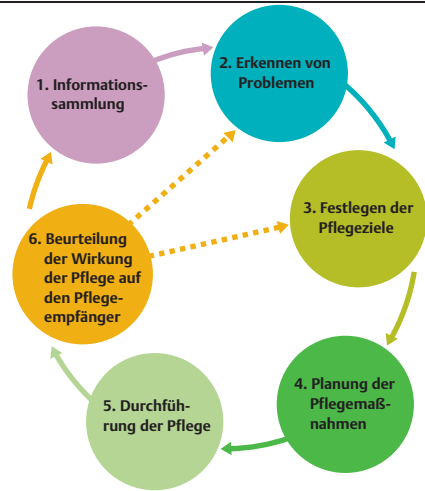 1. Informations-
sammlung
2. Erkennen von
Problemen
3. Festlegen der
Pflegeziele
4. Planung der
Pflegemaß-
nahmen
5. Durchfüh-
rung der Pflege
6. Beurteilung
der Wirkung
der Pflege auf
den Pflege-
empfänger